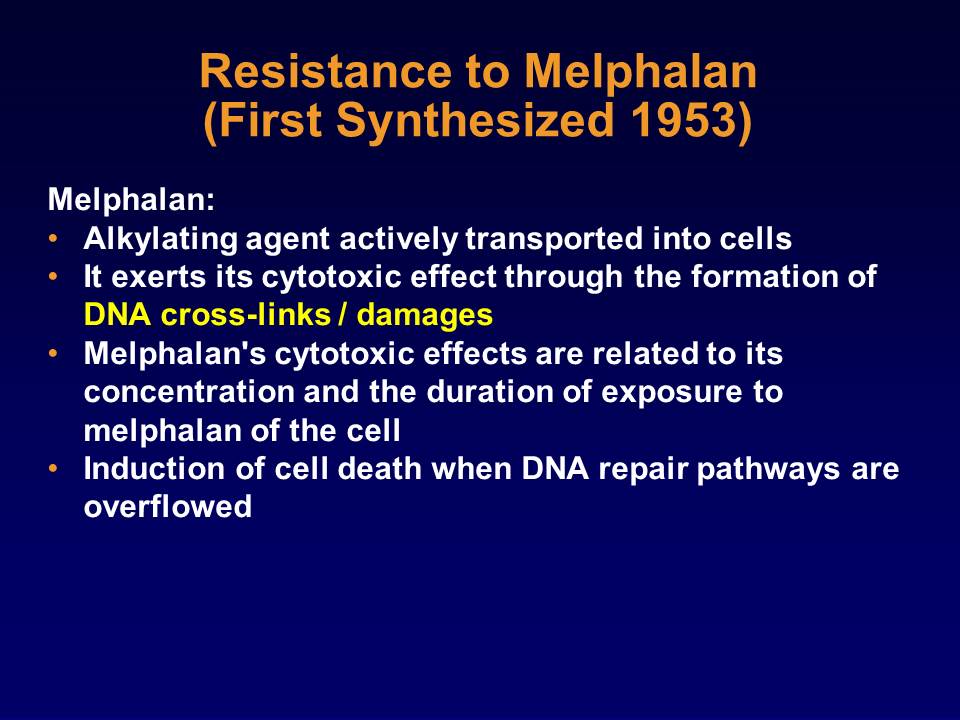 Resistance to Melphalan
(First Synthesized 1953)
Melphalan:
• Alkylating agent actively transported into cells
• It exerts its cytotoxic effect through the formation of
DNA cross-links / damages
• Melphalan's cytotoxic effects are related to its
concentration and the duration of exposure to
melphalan of the cell
• Induction of cell death when DNA repair pathways are
overflowed